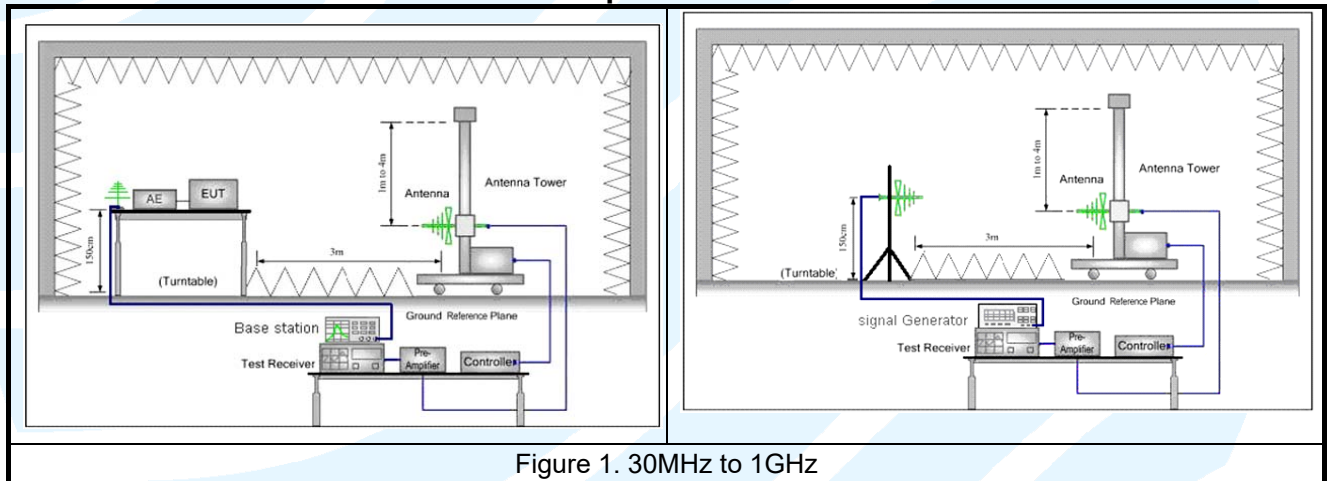 1m to 4m
Antenna
Antenna Tower
AE
EUT
150cm
3m
(Turntable)
Ground Reference Plane
Base station
Test Receiver
Pre-
Amplifier
Controller
1m to 4m
Antenna
Antenna Tower
150cm
3m
(Turntable)
Ground Reference Plane
signal Generator
Test Receiver
Pre-
Amplifier
Controller
Figure 1. 30MHz to 1GHz